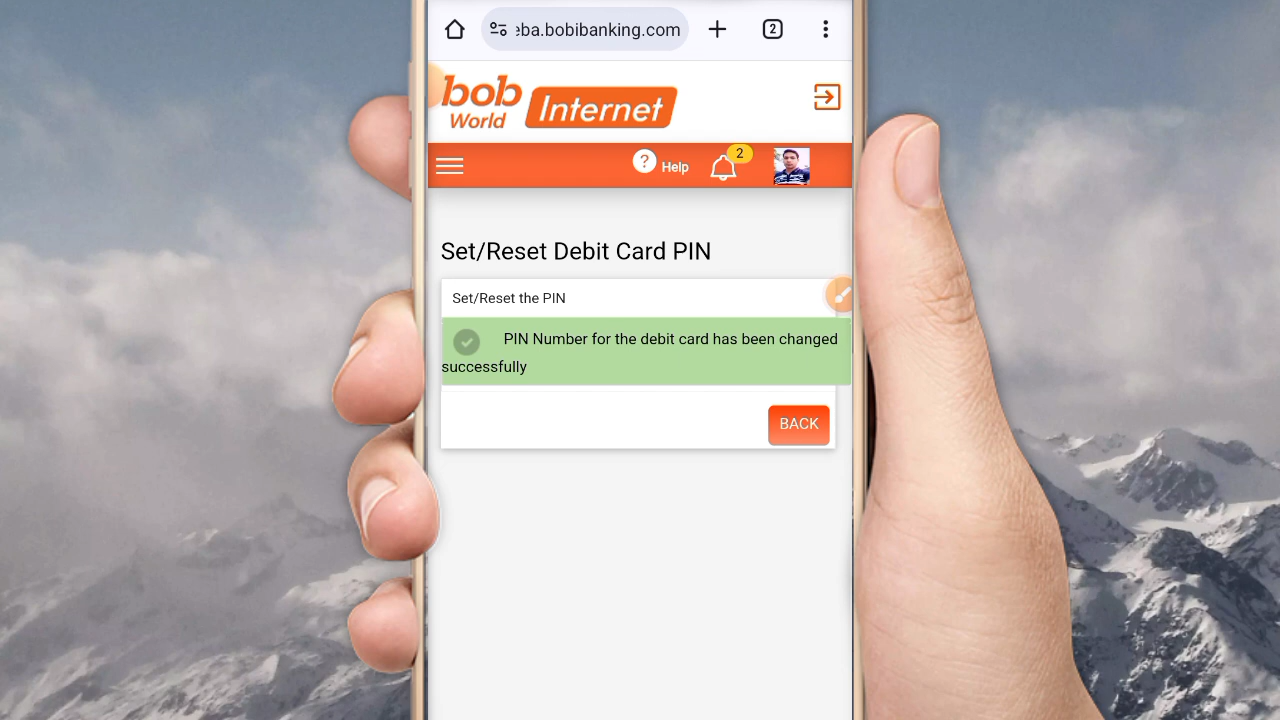 2
eba.bobibanking.com
bob
World
Internet
? Help
2
Set/Reset Debit Card PIN
Set/Reset the PIN
PIN Number for the debit card has been changed
successfully
BACK